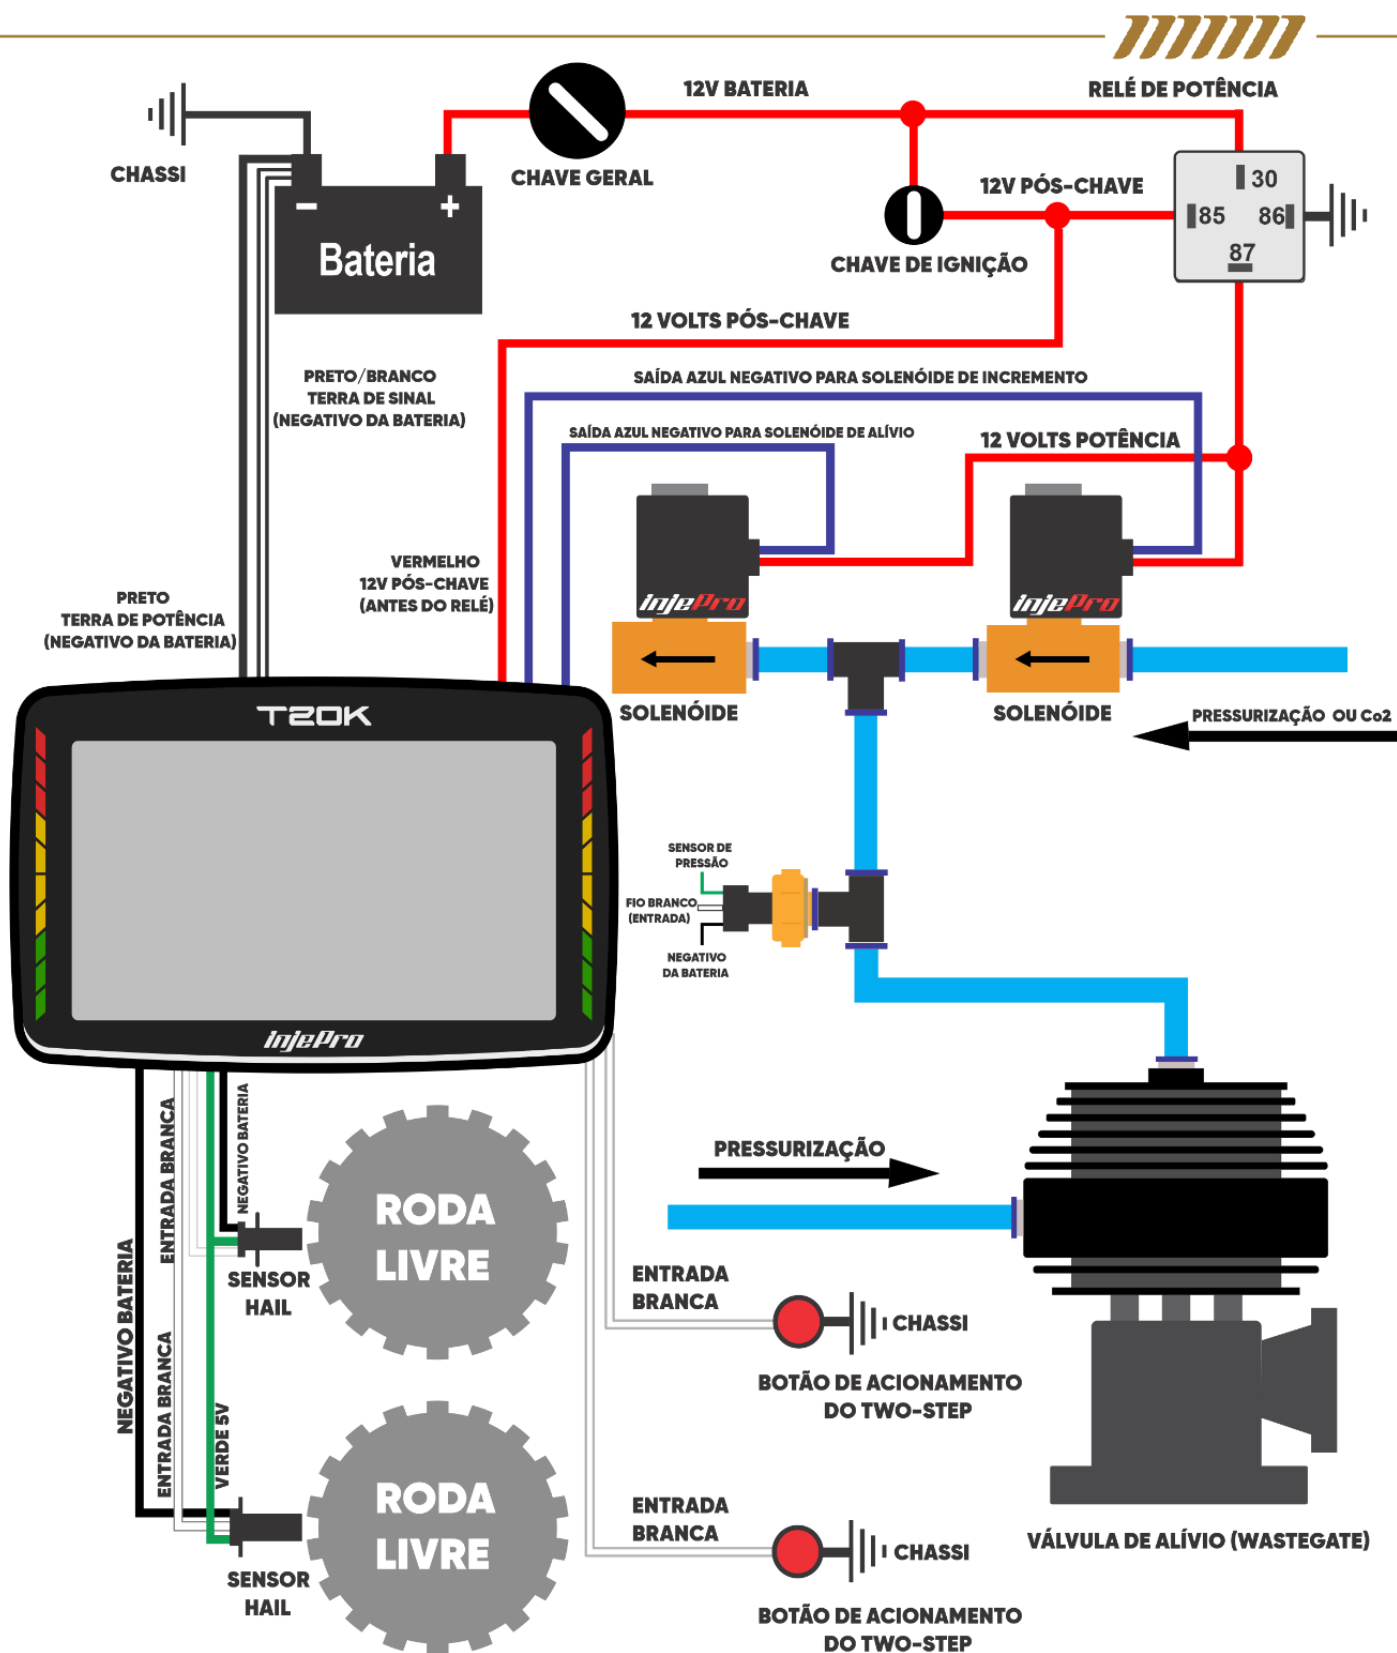 12V BATERIA
RELÉ DE POTÊNCIA
CHASSI
CHAVE GERAL
12V PÓS-CHAVE
30
85
86
87
Bateria
CHAVE DE IGNIÇÃO
12 VOLTS PÓS-CHAVE
PRETO/BRANCO
TERRA DE SINAL
(NEGATIVO DA BATERIA)
SAÍDA AZUL NEGATIVO PARA SOLENÓIDE DE INCREMENTO
SAÍDA AZUL NEGATIVO PARA SOLENÓIDE DE ALÍVIO
12 VOLTS POTÊNCIA
VERMELHO
12V PÓS-CHAVE
(ANTES DO RELÉ)
PRETO
TERRA DE POTÊNCIA
(NEGATIVO DA BATERIA)
injePro
injePro
SOLENÓIDE
SOLENÓIDE
PRESSURIZAÇÃO OU Co2
T20K
injePro
SENSOR DE
PRESSÃO
FIO BRANCO
(ENTRADA)
NEGATIVO
DA BATERIA
NEGATIVO BATERIA
ENTRADA BRANCA
NEGATIVO BATERIA
ENTRADA BRANCA
VERDE 5V
RODA
LIVRE
SENSOR
HAIL
RODA
LIVRE
SENSOR
HAIL
PRESSURIZAÇÃO
ENTRADA
BRANCA
CHASSI
BOTÃO DE ACIONAMENTO
DO TWO-STEP
ENTRADA
BRANCA
CHASSI
BOTÃO DE ACIONAMENTO
DO TWO-STEP
VÁLVULA DE ALÍVIO (WASTEGATE)